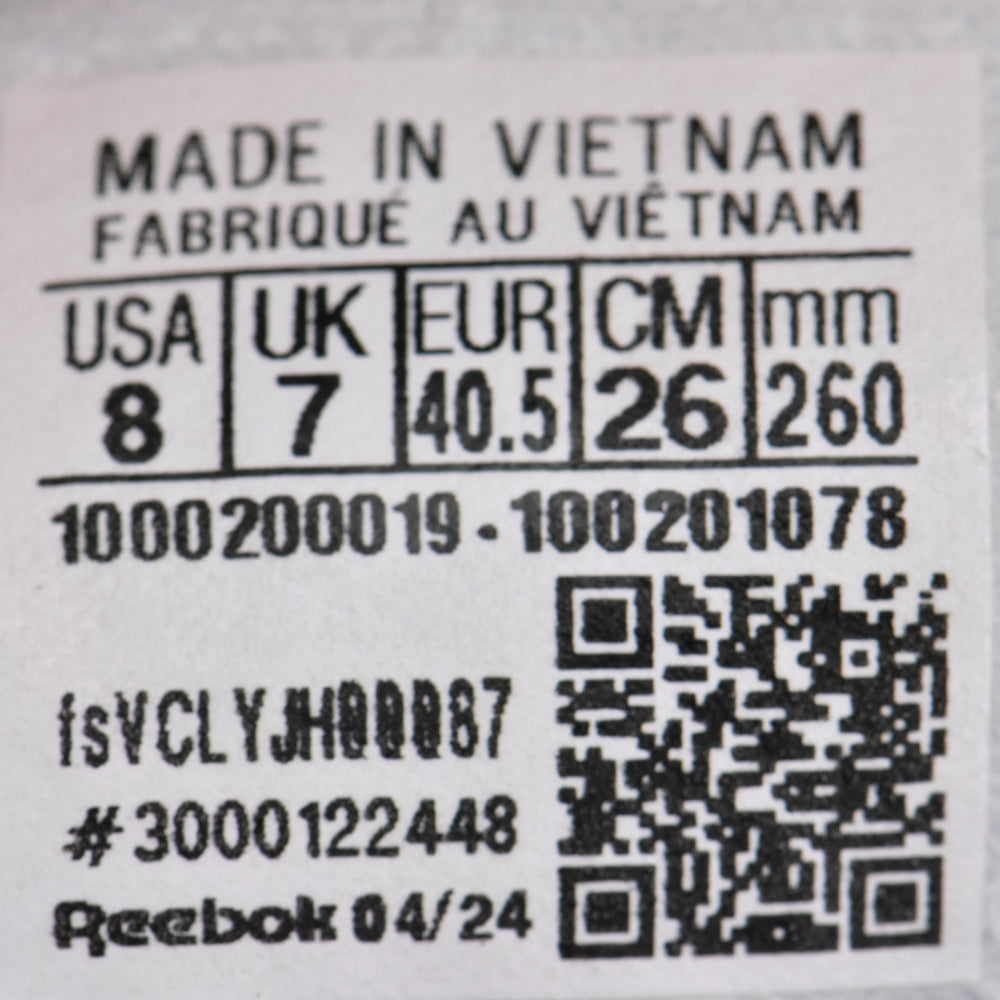 MADE IN VIETNAM
FABRIQUÉ AU VIÊTNAM
USA UK EUR CM mm
8 7 40.5 26 260
1000200019 - 100201078
#3000122448
Reebok 04/24